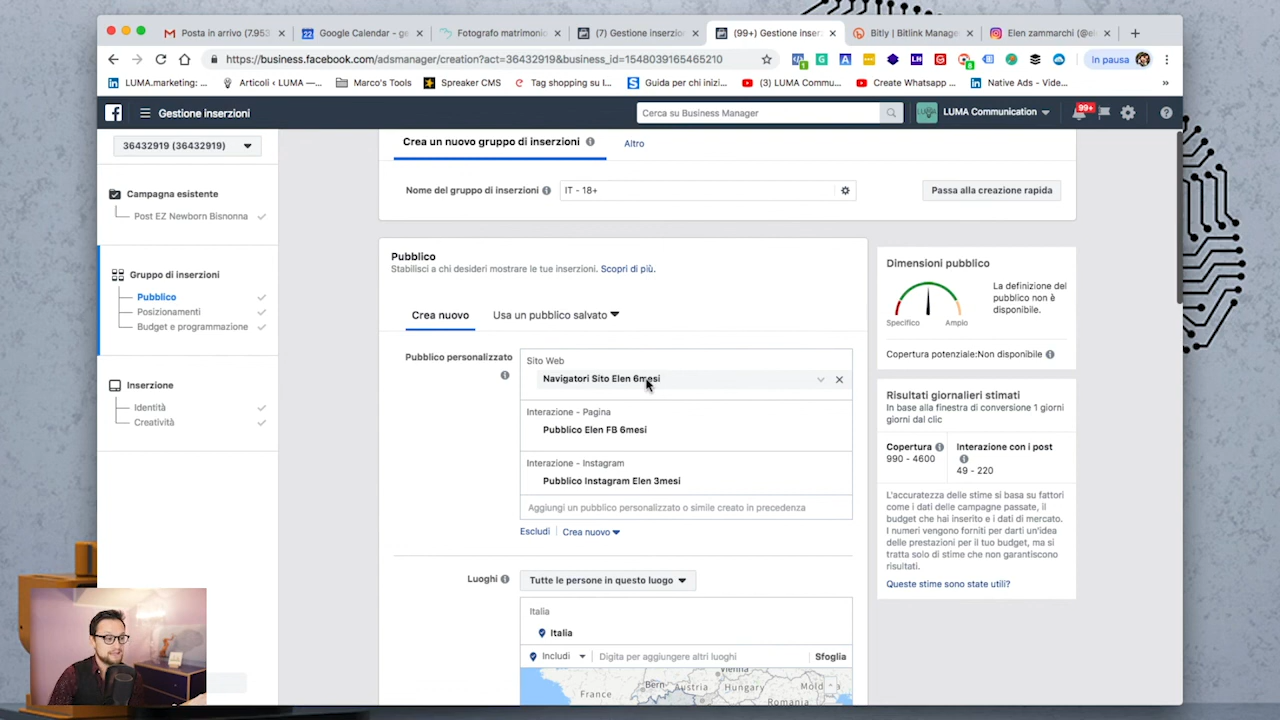 Posta in arrivo (7.953
Google Calendar - ge
Fotografo matrimoni
(7) Gestione inserzio
(99+) Gestione inser
Bitly | Bitlink Manage
Elen zammarchi (@el
https://business.facebook.com/adsmanager/creation?act=36432919&business_id=1548039165465210
In pausa
LUMA.marketing: ...
Articoli ‹ LUMA —...
Marco's Tools
Spreaker CMS
Tag shopping su I...
Guida per chi inizi...
(3) LUMA Commu...
Create Whatsapp ...
Native Ads - Vide...
»
Gestione inserzioni
Cerca su Business Manager
LUMA Communication
99+
36432919 (36432919)
Campagna esistente
Post EZ Newborn Bisnonna
Gruppo di inserzioni
Pubblico
Posizionamenti
Budget e programmazione
Inserzione
Identità
Creatività
Crea un nuovo gruppo di inserzioni
Altro
Nome del gruppo di inserzioni
IT - 18+
Passa alla creazione rapida
Pubblico
Stabilisci a chi desideri mostrare le tue inserzioni. Scopri di più.
Crea nuovo
Usa un pubblico salvato
Pubblico personalizzato
Sito Web
Navigatori Sito Elen 6mesi
Interazione - Pagina
Pubblico Elen FB 6mesi
Interazione - Instagram
Pubblico Instagram Elen 3mesi
Aggiungi un pubblico personalizzato o simile creato in precedenza
Escludi
Crea nuovo
Luoghi
Tutte le persone in questo luogo
Italia
Italia
Includi
Digita per aggiungere altri luoghi
Sfoglia
France
Bern
Austria
Vienna
Hungary
Mold
Romania
Dimensioni pubblico
La definizione del
pubblico non è
disponibile.
Specifico
Ampio
Copertura potenziale:Non disponibile
Risultati giornalieri stimati
In base alla finestra di conversione 1 giorni
giorni dal clic
Copertura
990 - 4600
Interazione con i post
49 - 220
L'accuratezza delle stime si basa su fattori
come i dati delle campagne passate, il
budget che hai inserito e i dati di mercato.
I numeri vengono forniti per darti un'idea
delle prestazioni per il tuo budget, ma si
tratta solo di stime che non garantiscono
risultati.
Queste stime sono state utili?